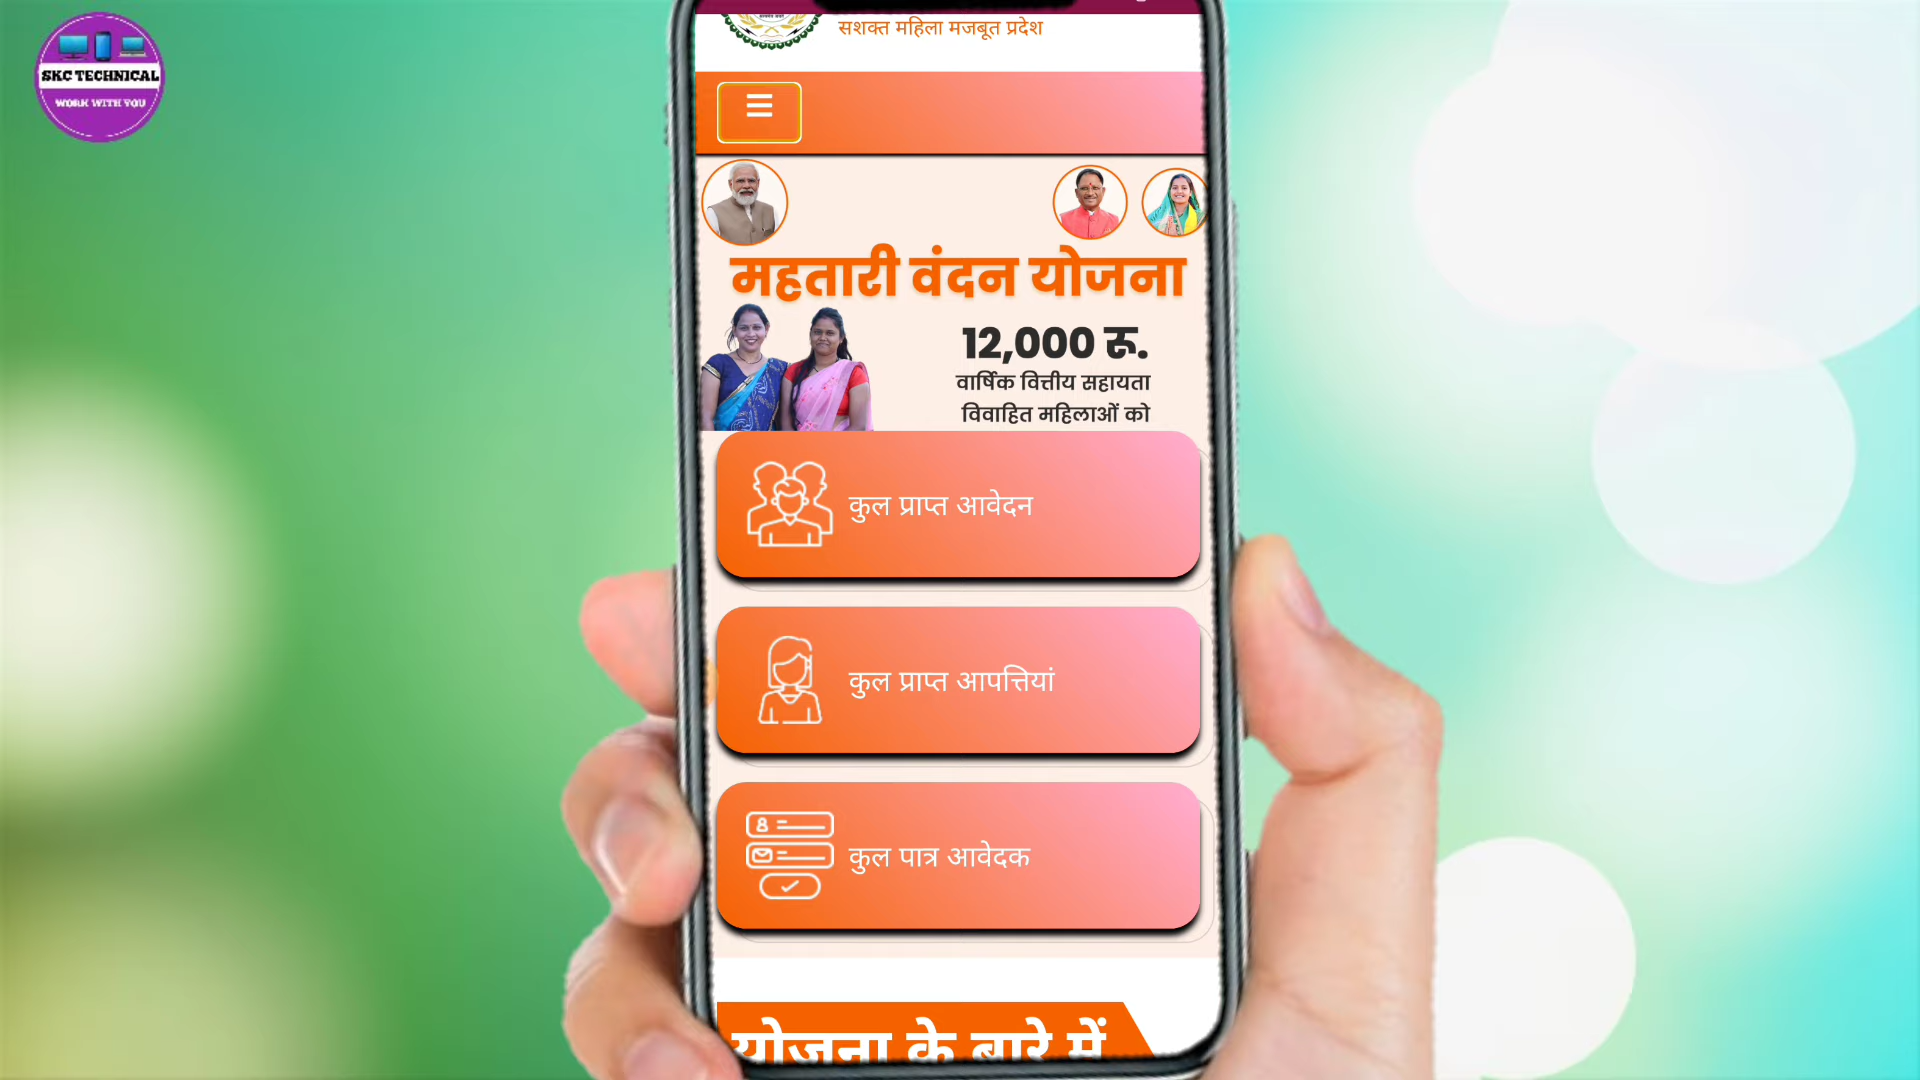 SKC TECHNICAL
WORK WITH YOU
सशक्त महिला मजबूत प्रदेश
महतारी वंदन योजना
12,000 रू.
वार्षिक वित्तीय सहायता
विवाहित महिलाओं को
कुल प्राप्त आवेदन
कुल प्राप्त आपत्तियां
कुल पात्र आवेदक
योजना के बारे में